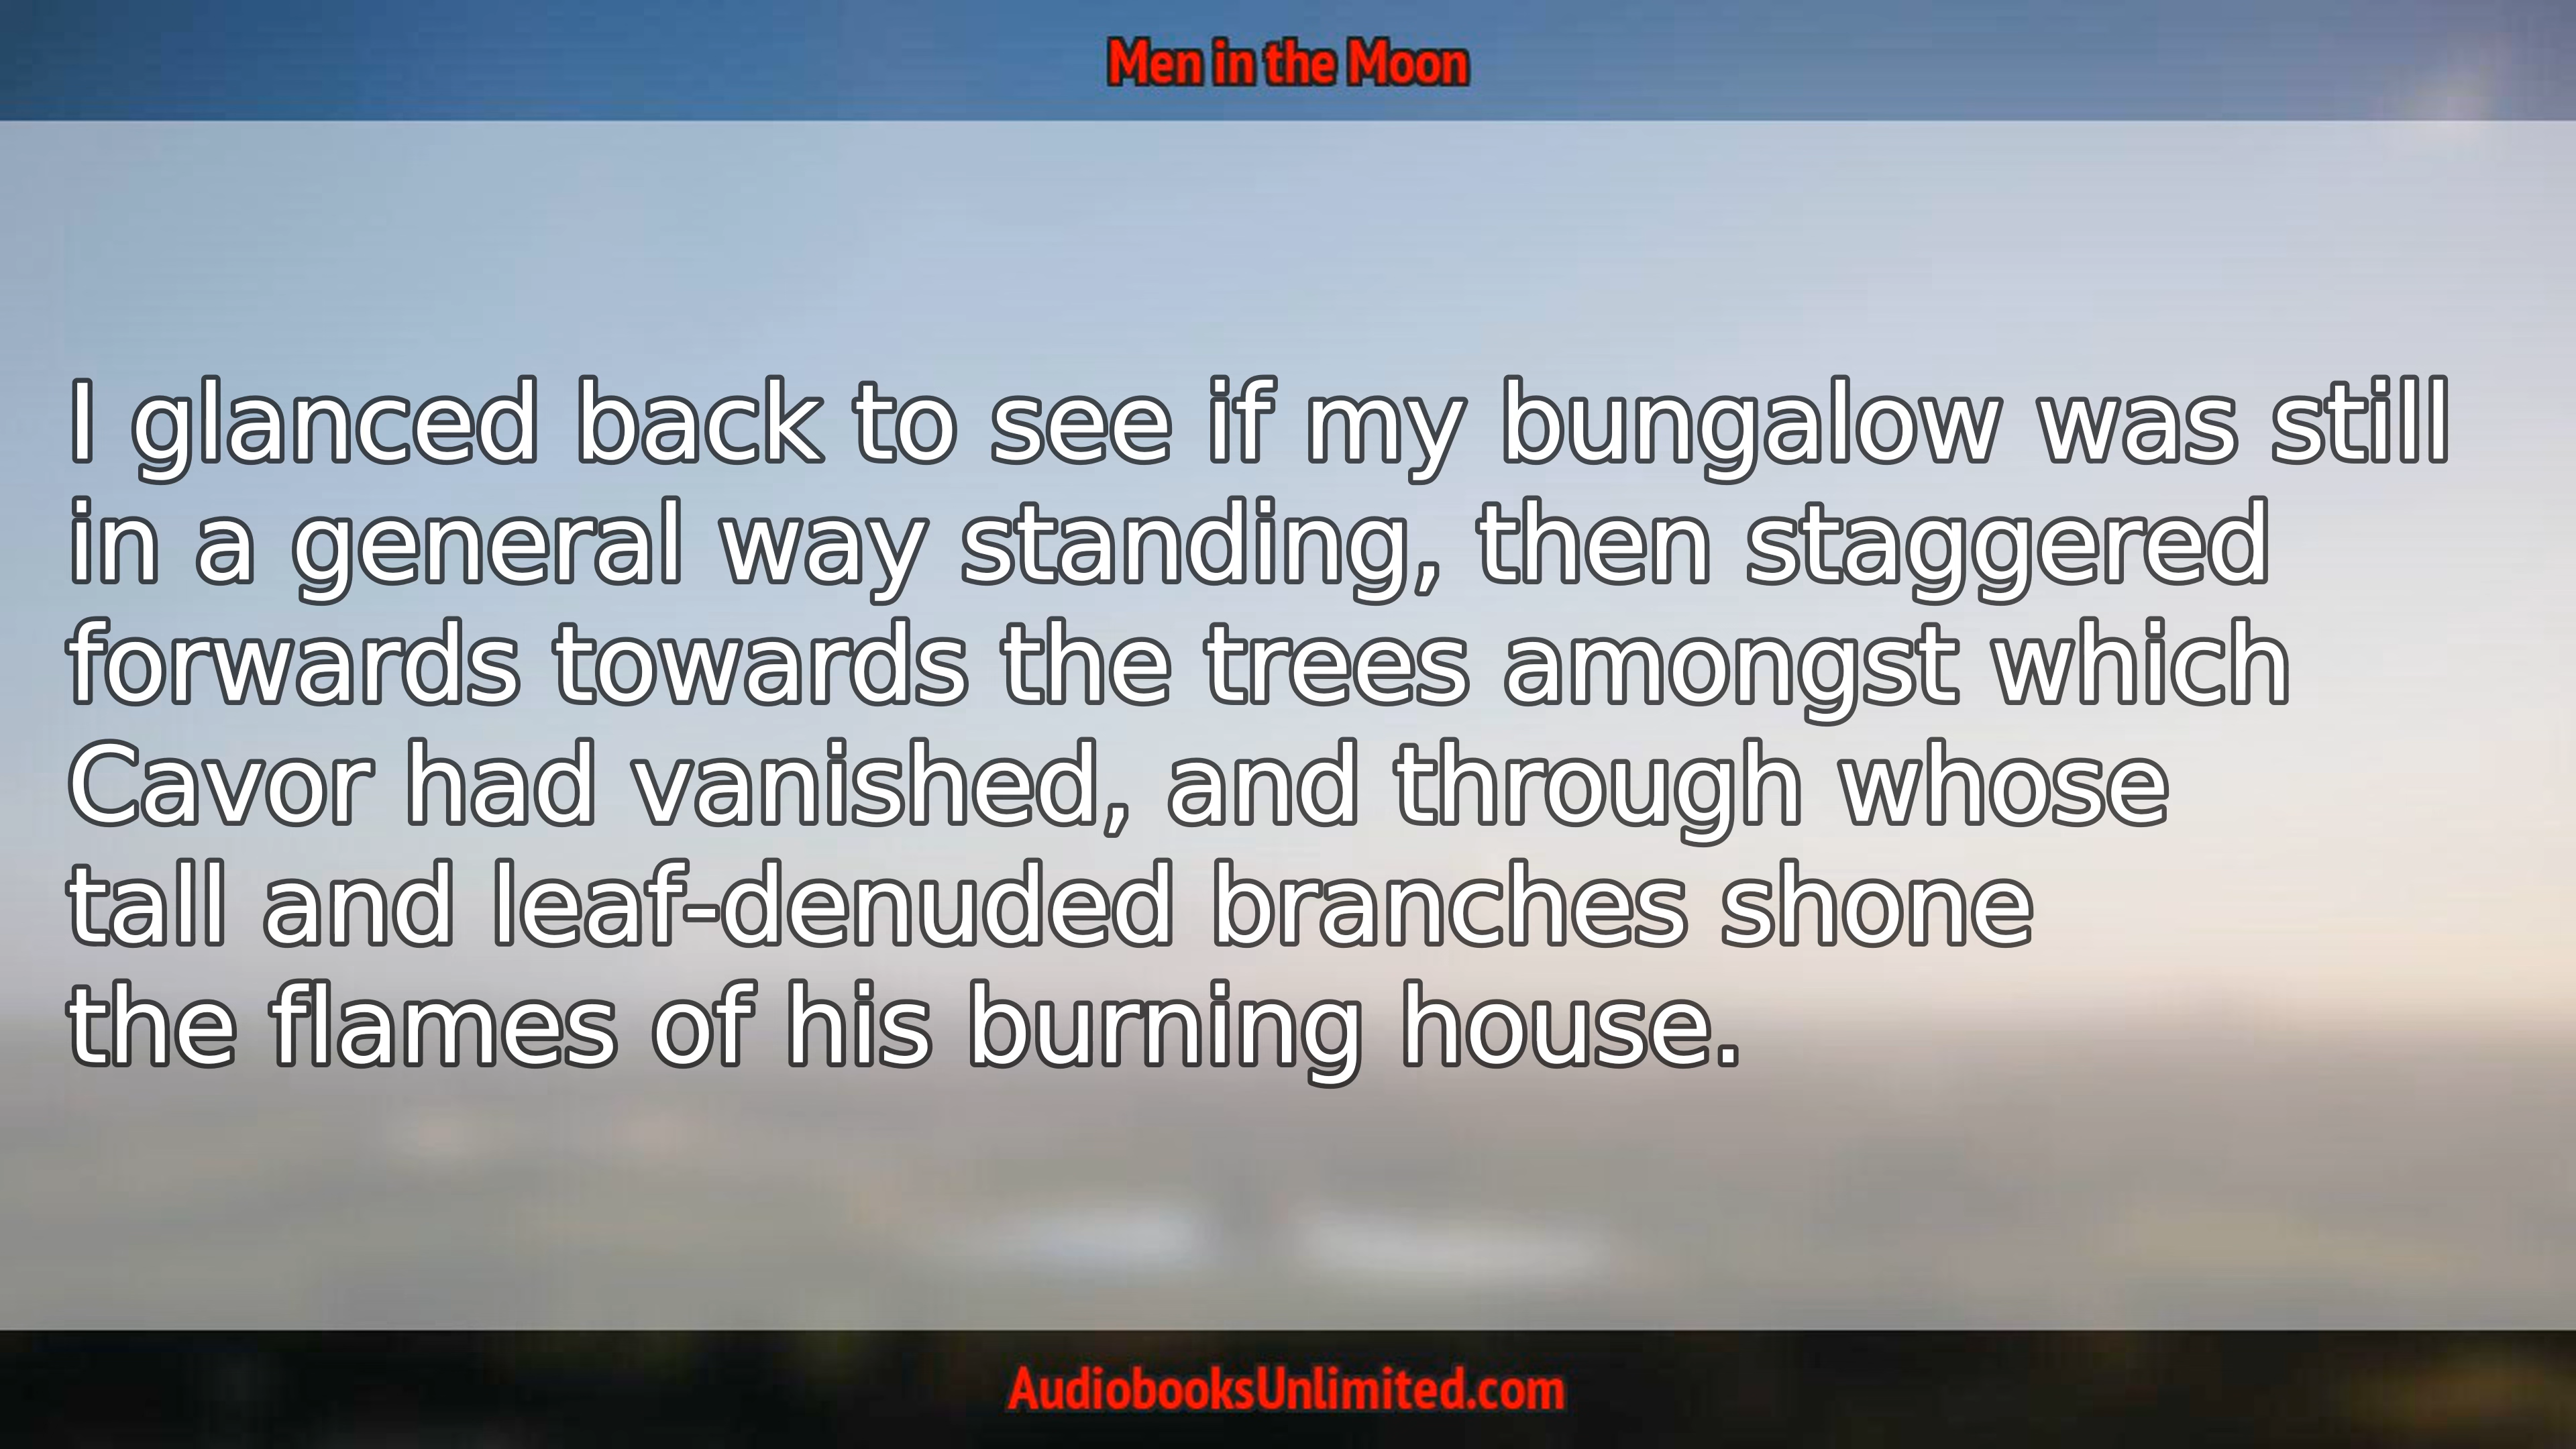 Men in the Moon
I glanced back to see if my bungalow was still
in a general way standing, then staggered
forwards towards the trees amongst which
Cavor had vanished, and through whose
tall and leaf-denuded branches shone
the flames of his burning house.
AudiobooksUnlimited.com